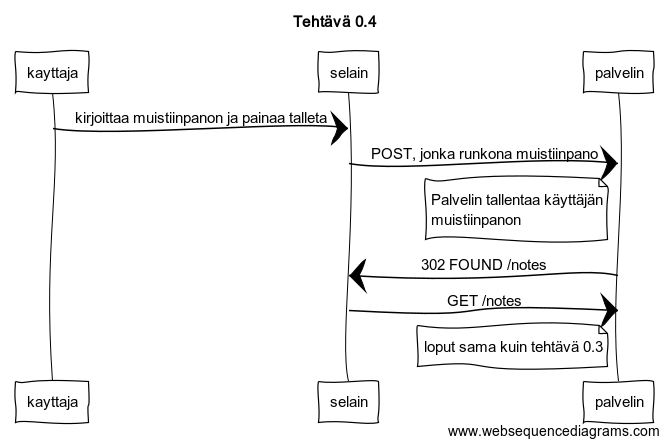 Tehtävä 0.4
kayttaja
selain
palvelin
kirjoittaa muistiinpanon ja painaa talleta
POST, jonka runkona muistiinpano
Palvelin tallentaa käyttäjän
muistiinpanon
302 FOUND /notes
GET /notes
loput sama kuin tehtävä 0.3
kayttaja
selain
palvelin
www.websequencediagrams.com